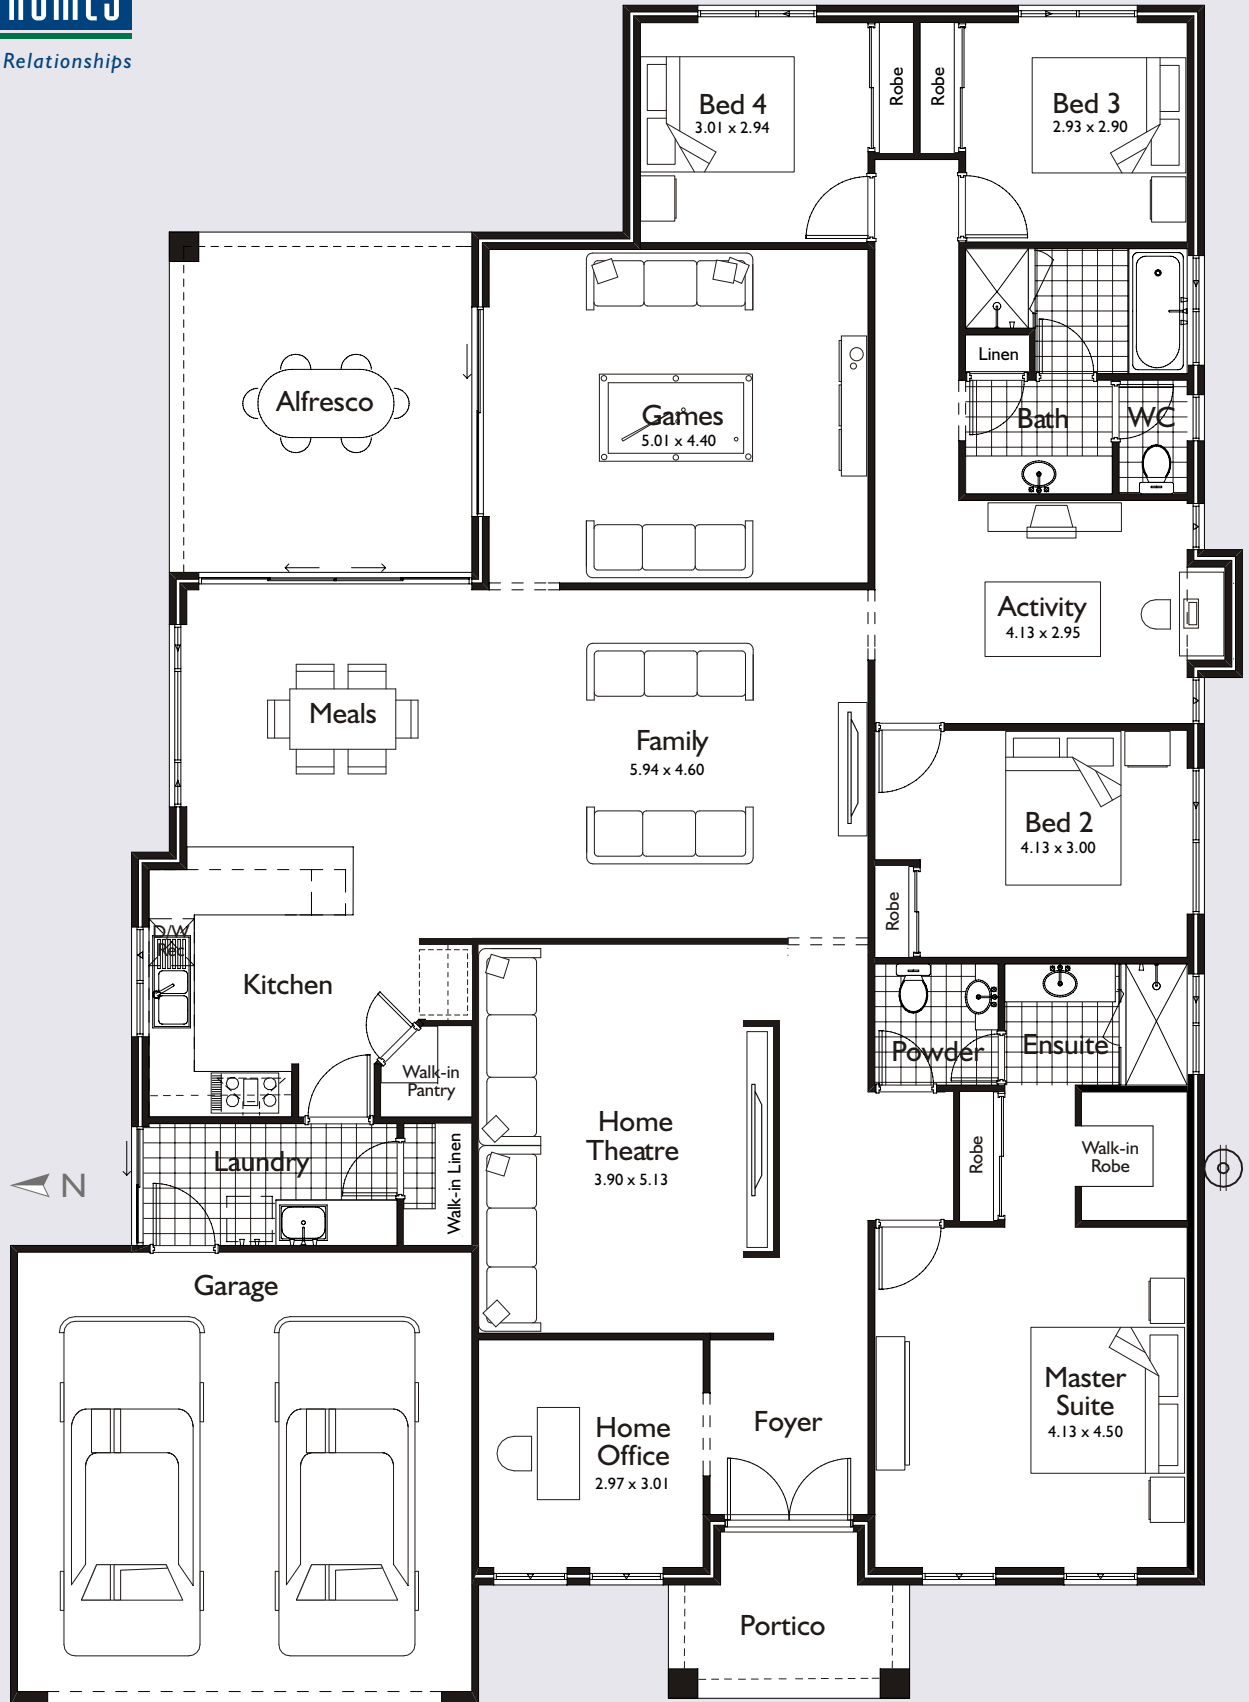 HOMES
Relationships
Bed 4
3.01 x 2.94
Robe
Robe
Bed 3
2.93 x 2.90
Linen
Bath
WC
Alfresco
Games
5.01 x 4.40
Activity
4.13 x 2.95
Meals
Family
5.94 x 4.60
Bed 2
4.13 x 3.00
Robe
D/W
Rec
Kitchen
Walk-in
Pantry
Powder
Ensuite
Home
Theatre
3.90 x 5.13
Robe
Walk-in
Robe
Laundry
Walk-in Linen
N
Garage
Master
Suite
4.13 x 4.50
Home
Office
2.97 x 3.01
Foyer
Portico